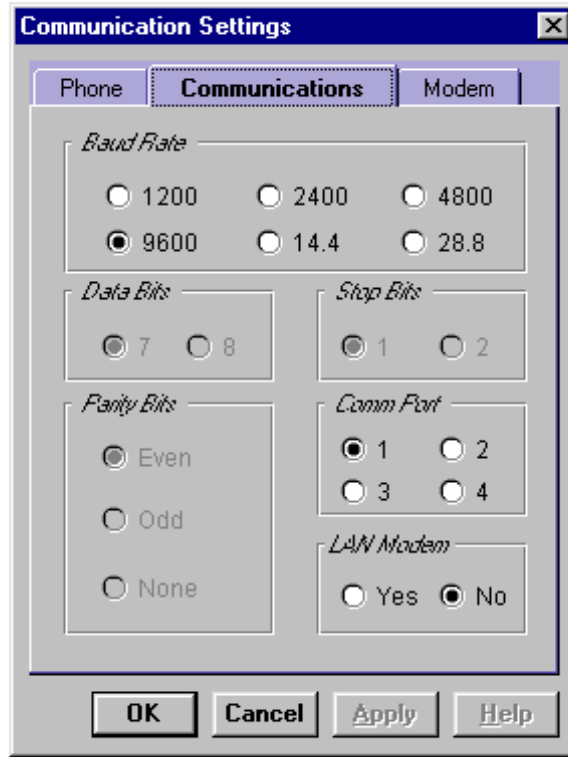 Communication Settings
Phone Communications Modem
Baud Rate
1200 2400 4800
9600 14.4 28.8
Data Bits
7 8
Stop Bits
1 2
Parity Bits
Even
Odd
None
Comm Port
1 2
3 4
LAN Modem
Yes No
OK Cancel Apply Help